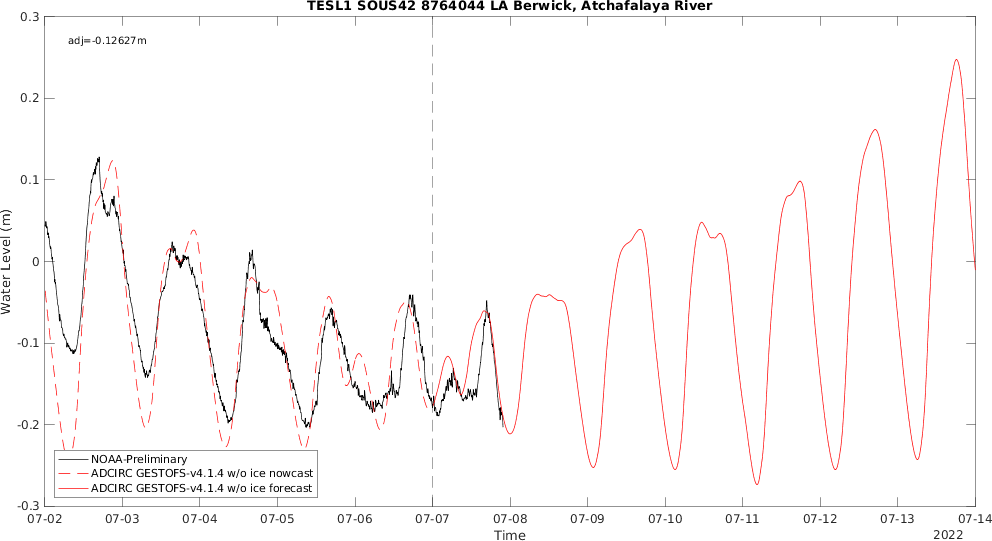 TESL1 SOUS42 8764044 LA Berwick, Atchafalaya River
adj=-0.12627m
Water Level (m)
0.3
0.2
0.1
0
-0.1
-0.2
-0.3
NOAA-Preliminary
ADCIRC GESTOFS-v4.1.4 w/o ice nowcast
ADCIRC GESTOFS-v4.1.4 w/o ice forecast
07-02 07-03 07-04 07-05 07-06 07-07 07-08 07-09 07-10 07-11 07-12 07-13 07-14
Time
2022